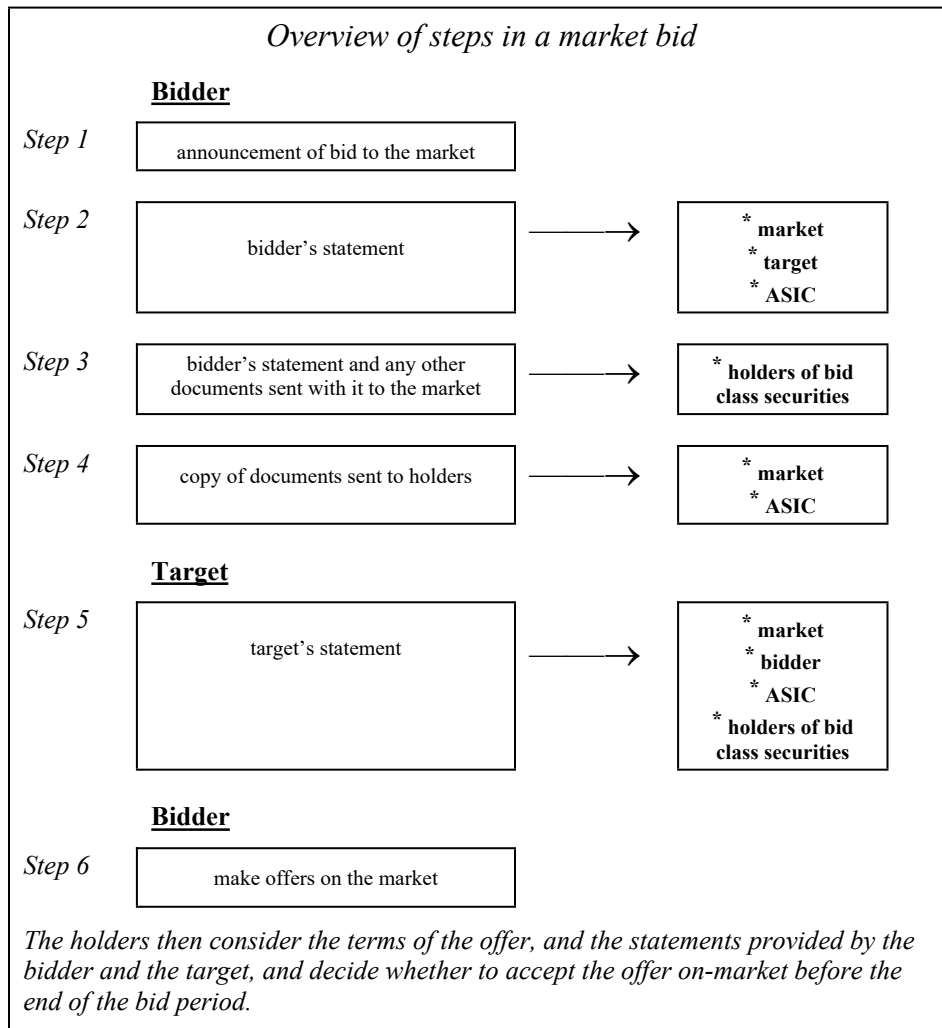 Overview of steps in a market bid
Bidder
Step 1
announcement of bid to the market
Step 2
bidder’s statement
* market
* target
* ASIC
Step 3
bidder’s statement and any other
documents sent with it to the market
* holders of bid
class securities
Step 4
copy of documents sent to holders
* market
* ASIC
Target
Step 5
target’s statement
* market
* bidder
* ASIC
* holders of bid
class securities
Bidder
Step 6
make offers on the market
The holders then consider the terms of the offer, and the statements provided by the
bidder and the target, and decide whether to accept the offer on-market before the
end of the bid period.